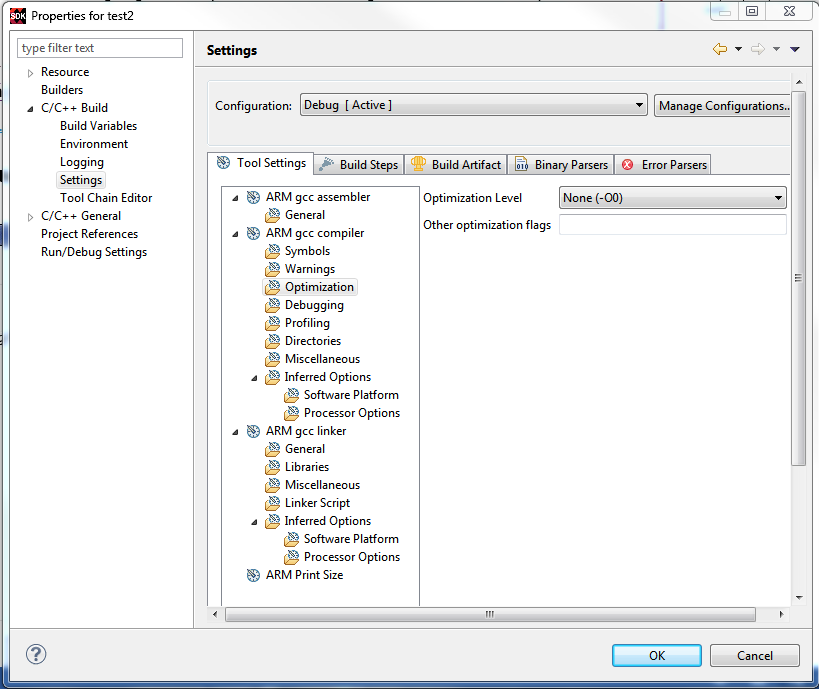 SDK Properties for test2
type filter text
Resource
Builders
C/C++ Build
Build Variables
Environment
Logging
Settings
Tool Chain Editor
C/C++ General
Project References
Run/Debug Settings
Settings
Configuration: Debug [ Active ] Manage Configurations..
Tool Settings Build Steps Build Artifact 010 Binary Parsers Error Parsers
ARM gcc assembler
General
ARM gcc compiler
Symbols
Warnings
Optimization
Debugging
Profiling
Directories
Miscellaneous
Inferred Options
Software Platform
Processor Options
ARM gcc linker
General
Libraries
Miscellaneous
Linker Script
Inferred Options
Software Platform
Processor Options
ARM Print Size
Optimization Level None (-O0)
Other optimization flags
? OK Cancel